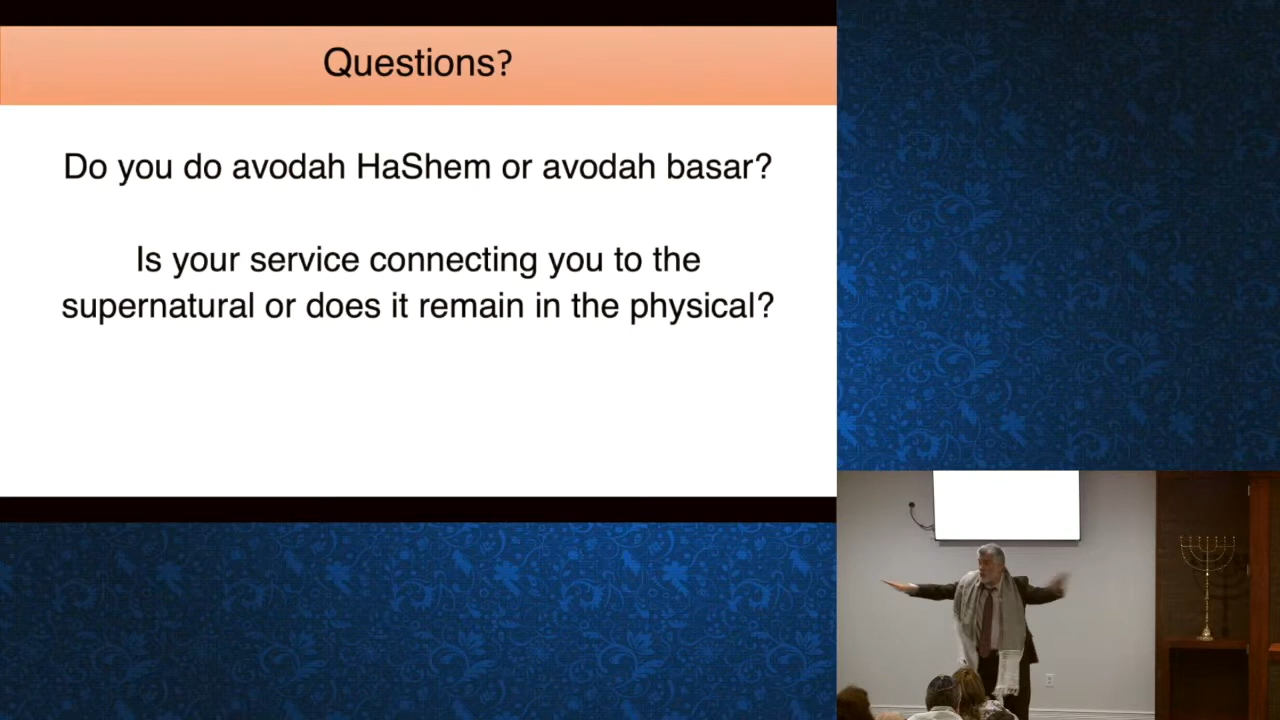 Questions?
Do you do avodah HaShem or avodah basar?
Is your service connecting you to the
supernatural or does it remain in the physical?